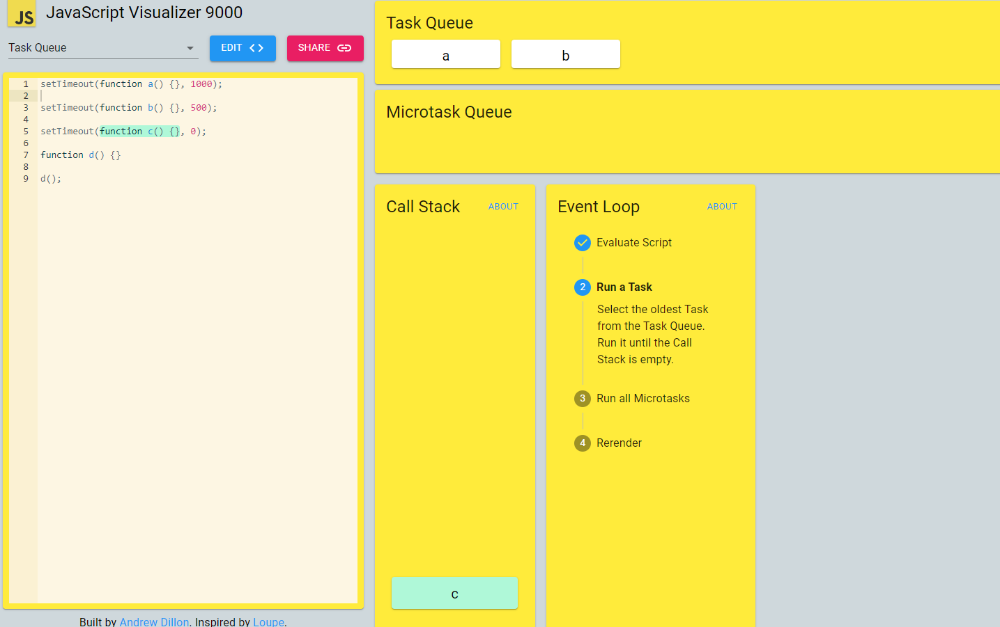 JS JavaScript Visualizer 9000
Task Queue
EDIT <>
SHARE
1 setTimeout(function a() {}, 1000);
2
3 setTimeout(function b() {}, 500);
4
5 setTimeout(function c() {}, 0);
6
7 function d() {}
8
9 d();
Built by Andrew Dillon. Inspired by Loupe.
Task Queue
a b
Microtask Queue
Call Stack ABOUT
c
Event Loop ABOUT
Evaluate Script
2 Run a Task
Select the oldest Task
from the Task Queue.
Run it until the Call
Stack is empty.
3 Run all Microtasks
4 Rerender